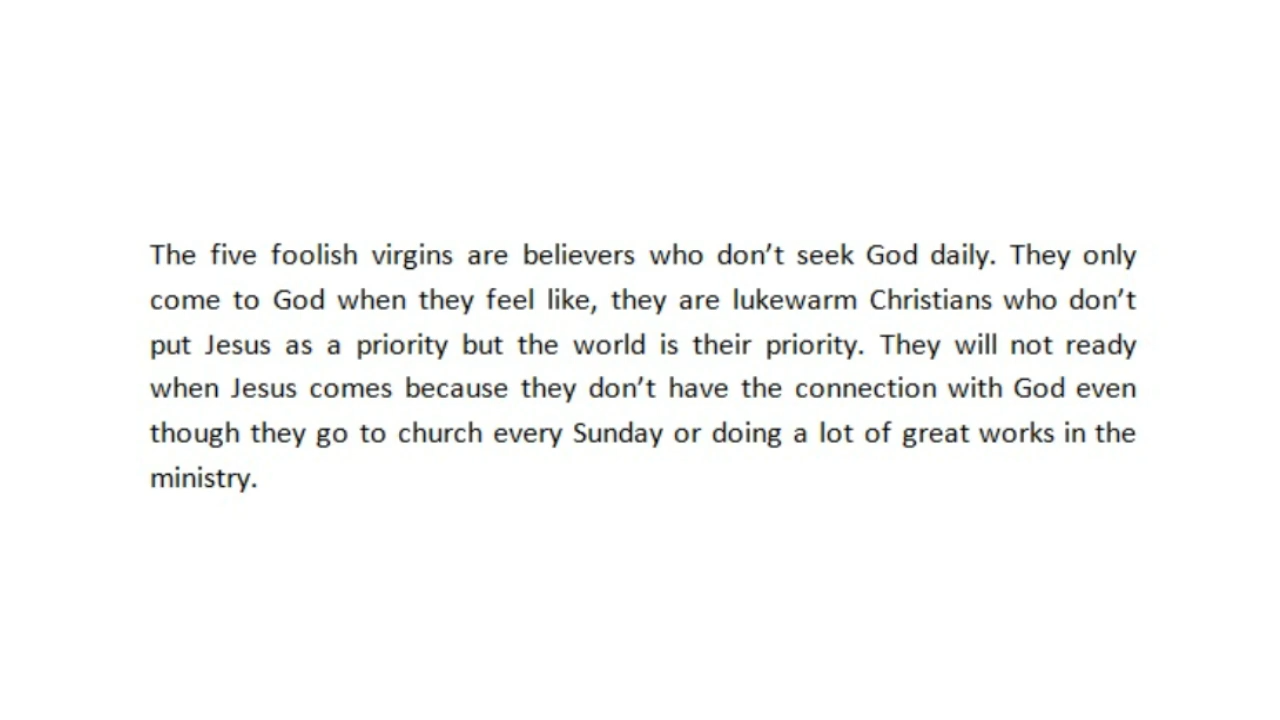 The five foolish virgins are believers who don't seek God daily. They only
come to God when they feel like, they are lukewarm Christians who don't
put Jesus as a priority but the world is their priority. They will not ready
when Jesus comes because they don't have the connection with God even
though they go to church every Sunday or doing a lot of great works in the
ministry.